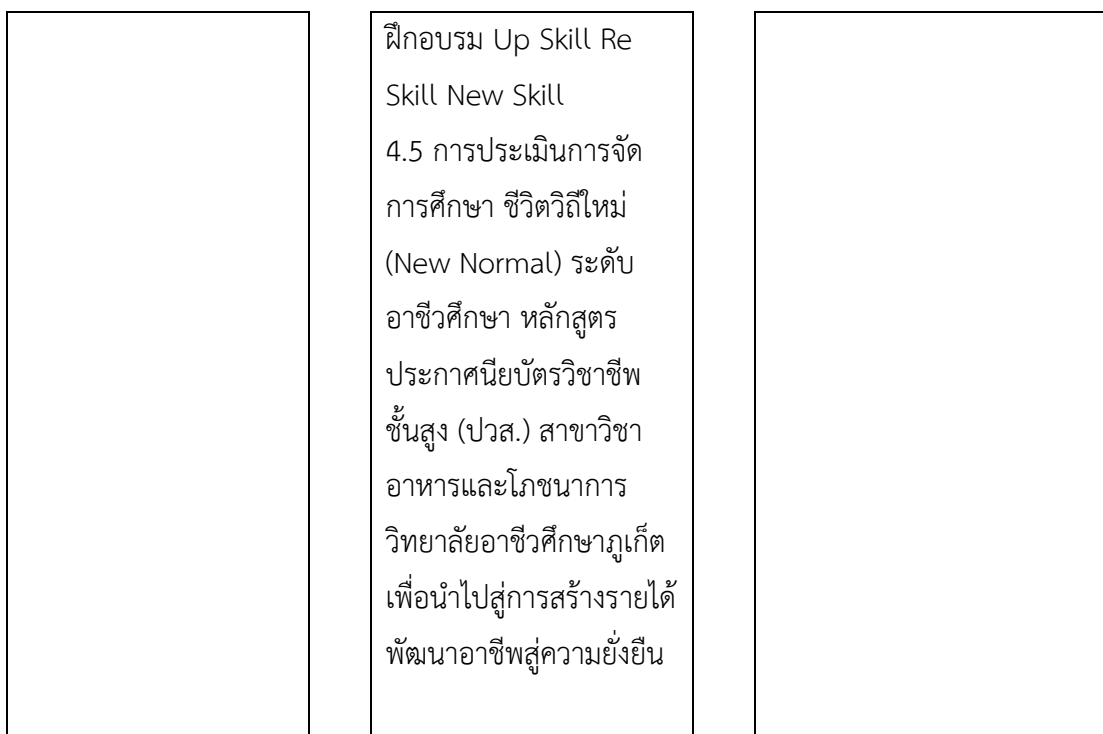 ฝึกอบรม Up Skill Re
Skill New Skill
4.5 การประเมินการจัด
การศึกษา ชีวิตวิถีใหม่
(New Normal) ระดับ
อาชีวศึกษา หลักสูตร
ประกาศนียบัตรวิชาชีพ
ชั้นสูง (ปวส.) สาขาวิชา
อาหารและโภชนาการ
วิทยาลัยอาชีวศึกษาภูเก็ต
เพื่อนำไปสู่การสร้างรายได้
พัฒนาอาชีพสู่ความยั่งยืน